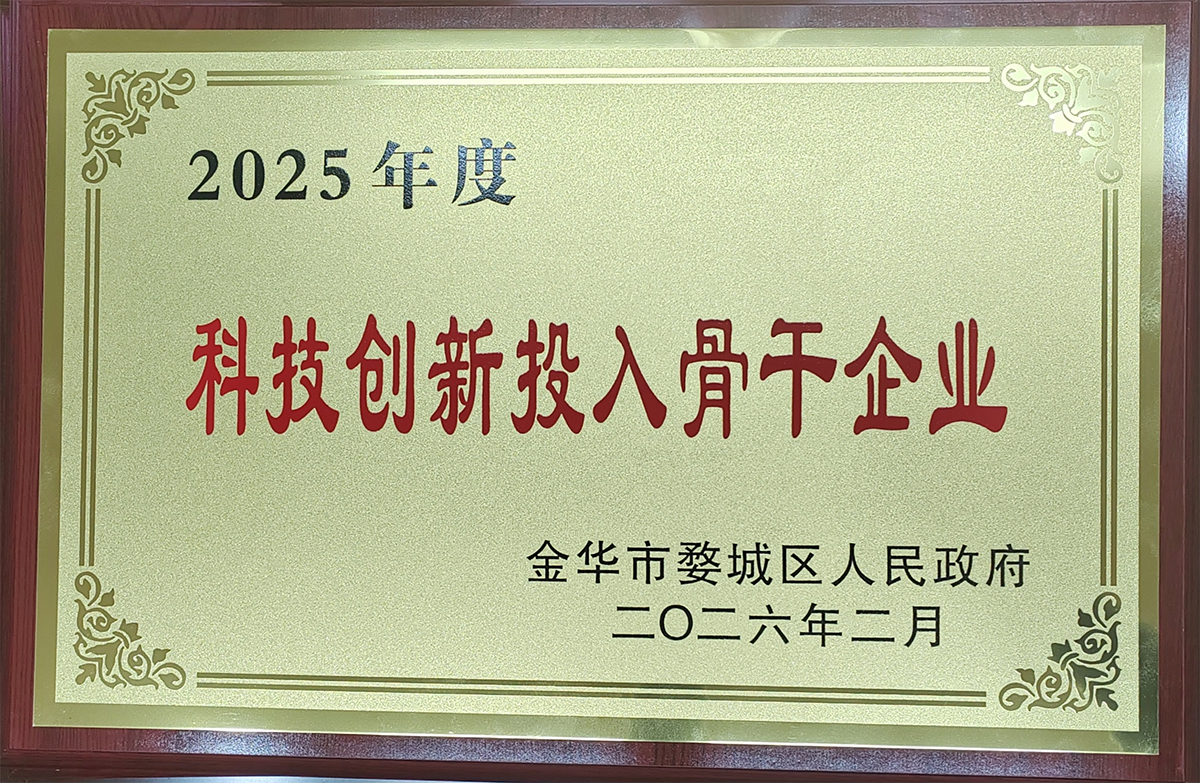 2025年度
科技创新投入骨干企业
金华市婺城区人民政府
二〇二六年二月